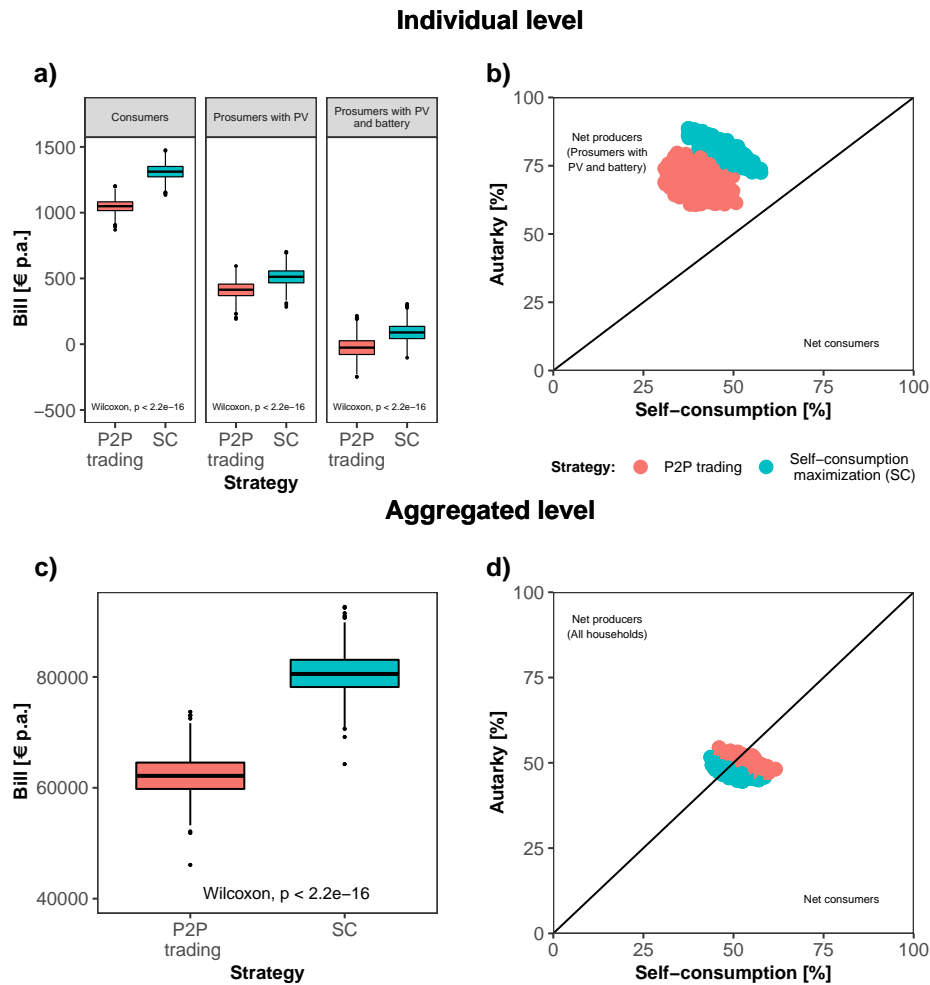 Individual level
a)
Consumers
Prosumers with PV
Prosumers with PV
and battery
Bill [€ p.a.]
1500
1000
500
0
−500
Wilcoxon, p < 2.2e−16
Wilcoxon, p < 2.2e−16
Wilcoxon, p < 2.2e−16
P2P
trading
SC
P2P
trading
SC
P2P
trading
SC
Strategy
b)
Autarky [%]
100
75
50
25
0
Net producers
(Prosumers with
PV and battery)
Net consumers
0
25
50
75
100
Self−consumption [%]
Strategy:
P2P trading
Self−consumption
maximization (SC)
Aggregated level
c)
Bill [€ p.a.]
80000
60000
40000
Wilcoxon, p < 2.2e−16
P2P
trading
SC
Strategy
d)
Autarky [%]
100
75
50
25
0
Net producers
(All households)
Net consumers
0
25
50
75
100
Self−consumption [%]